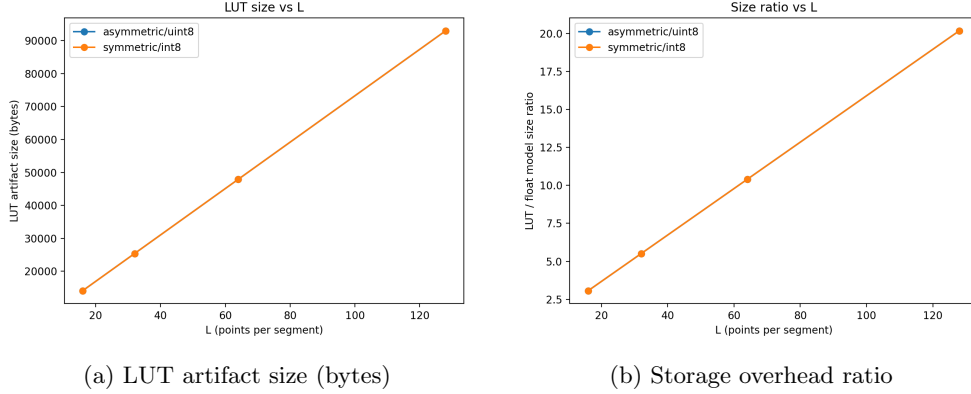 LUT size vs L
asymmetric/uint8
symmetric/int8
90000
80000
70000
60000
50000
40000
30000
20000
LUT artifact size (bytes)
20
40
60
80
100
120
L (points per segment)
(a) LUT artifact size (bytes)
Size ratio vs L
asymmetric/uint8
symmetric/int8
20.0
17.5
15.0
12.5
10.0
7.5
5.0
2.5
LUT / float model size ratio
20
40
60
80
100
120
L (points per segment)
(b) Storage overhead ratio